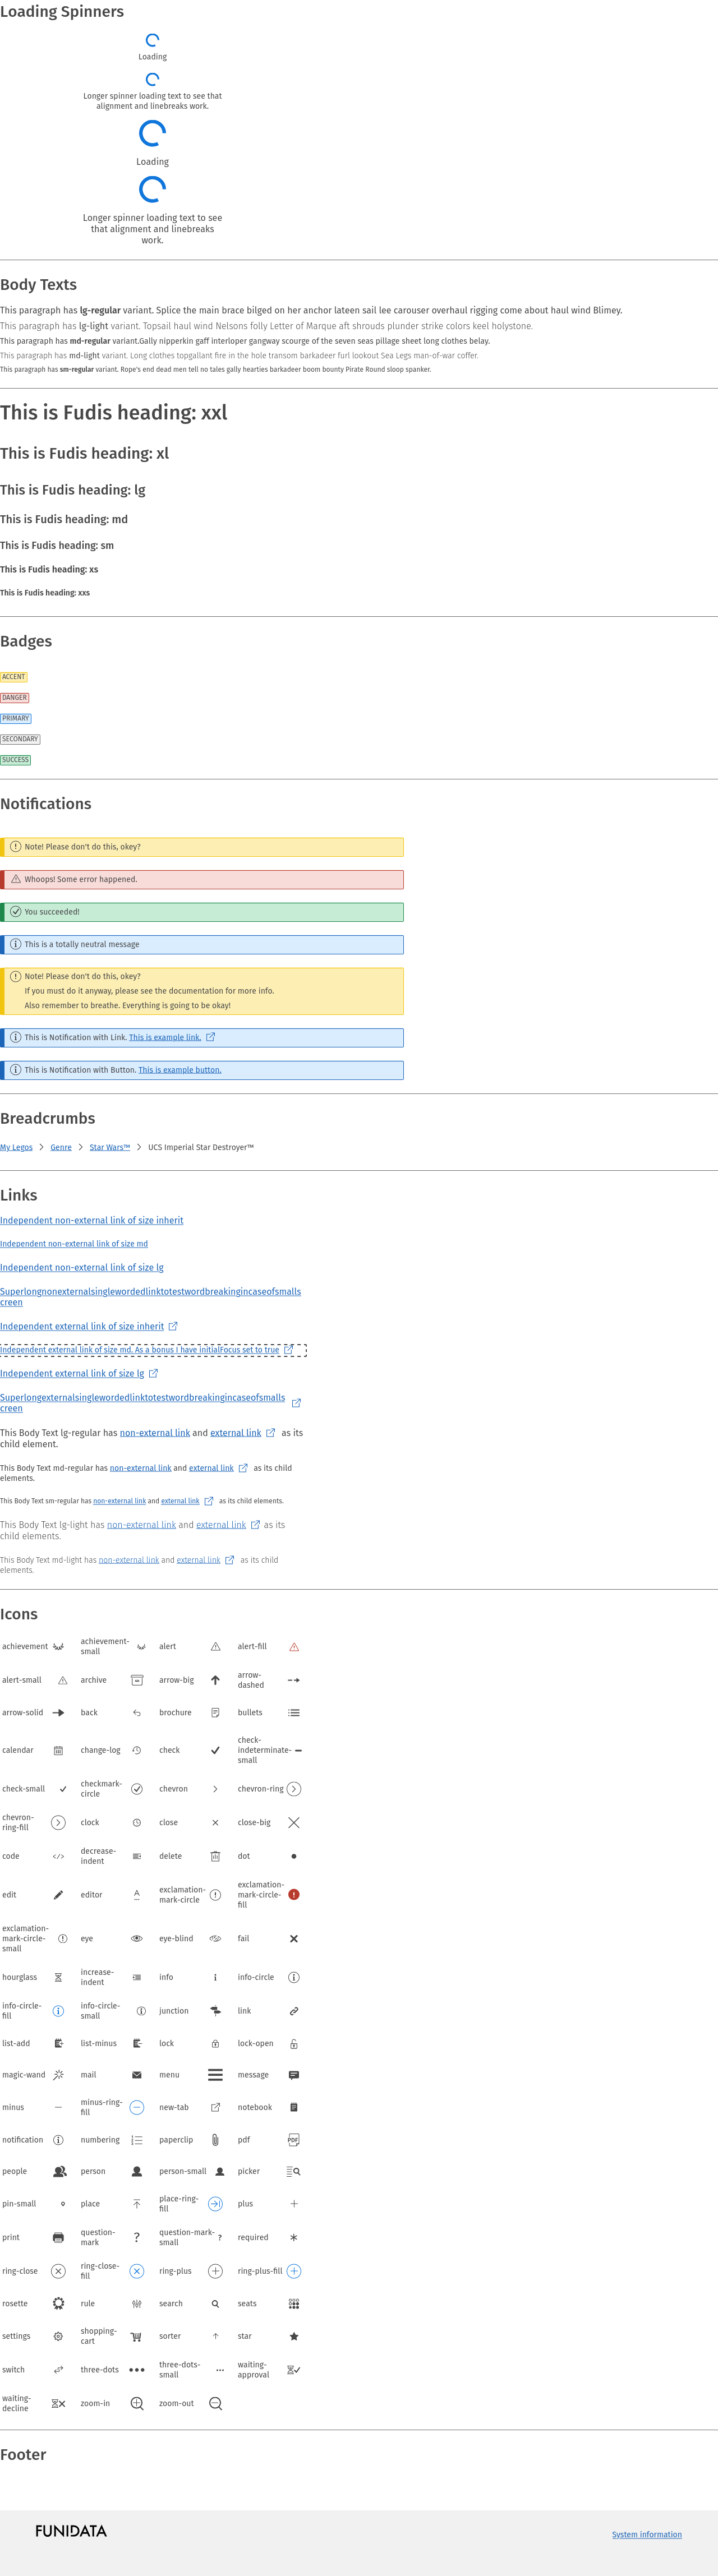 Loading Spinners
Loading
Longer spinner loading text to see that
alignment and linebreaks work.
Loading
Longer spinner loading text to see
that alignment and linebreaks
work.
Body Texts
This paragraph has lg-regular variant. Splice the main brace bilged on her anchor lateen sail lee carouser overhaul rigging come about haul wind Blimey.
This paragraph has lg-light variant. Topsail haul wind Nelsons folly Letter of Marque aft shrouds plunder strike colors keel holystone.
This paragraph has md-regular variant.Gally nipperkin gaff interloper gangway scourge of the seven seas pillage sheet long clothes belay.
This paragraph has md-light variant. Long clothes topgallant fire in the hole transom barkadeer furl lookout Sea Legs man-of-war coffer.
This paragraph has sm-regular variant. Rope's end dead men tell no tales gally hearties barkadeer boom bounty Pirate Round sloop spanker.
This is Fudis heading: xxl
This is Fudis heading: xl
This is Fudis heading: lg
This is Fudis heading: md
This is Fudis heading: sm
This is Fudis heading: xs
This is Fudis heading: xxs
Badges
ACCENT
DANGER
PRIMARY
SECONDARY
SUCCESS
Notifications
Note! Please don't do this, okey?
Whoops! Some error happened.
You succeeded!
This is a totally neutral message
Note! Please don't do this, okey?
If you must do it anyway, please see the documentation for more info.
Also remember to breathe. Everything is going to be okay!
This is Notification with Link. This is example link.
This is Notification with Button. This is example button.
Breadcrumbs
My Legos Genre Star Wars™ UCS Imperial Star Destroyer™
Links
Independent non-external link of size inherit
Independent non-external link of size md
Independent non-external link of size lg
Superlongnonexternalsinglewordedlinktotestwordbreakingincaseofsmalls
creen
Independent external link of size inherit
Independent external link of size md. As a bonus I have initialFocus set to true
Independent external link of size lg
Superlongexternalsinglewordedlinktotestwordbreakingincaseofsmalls
creen
This Body Text lg-regular has non-external link and external link as its
child element.
This Body Text md-regular has non-external link and external link as its child
elements.
This Body Text sm-regular has non-external link and external link as its child elements.
This Body Text lg-light has non-external link and external link as its
child elements.
This Body Text md-light has non-external link and external link as its child
elements.
Icons
achievement achievement-small alert alert-fill
alert-small archive arrow-big arrow-dashed
arrow-solid back brochure bullets
calendar change-log check check-indeterminate-small
check-small checkmark-circle chevron chevron-ring
chevron-ring-fill clock close close-big
code decrease-indent delete dot
edit editor exclamation-mark-circle exclamation-mark-circle-fill
exclamation-mark-circle-small eye eye-blind fail
hourglass increase-indent info info-circle
info-circle-fill info-circle-small junction link
list-add list-minus lock lock-open
magic-wand mail menu message
minus minus-ring-fill new-tab notebook
notification numbering paperclip pdf
people person person-small picker
pin-small place place-ring-fill plus
print question-mark question-mark-small required
ring-close ring-close-fill ring-plus ring-plus-fill
rosette rule search seats
settings shopping-cart sorter star
switch three-dots three-dots-small waiting-approval
waiting-decline zoom-in zoom-out
Footer
FUNIDATA
System information